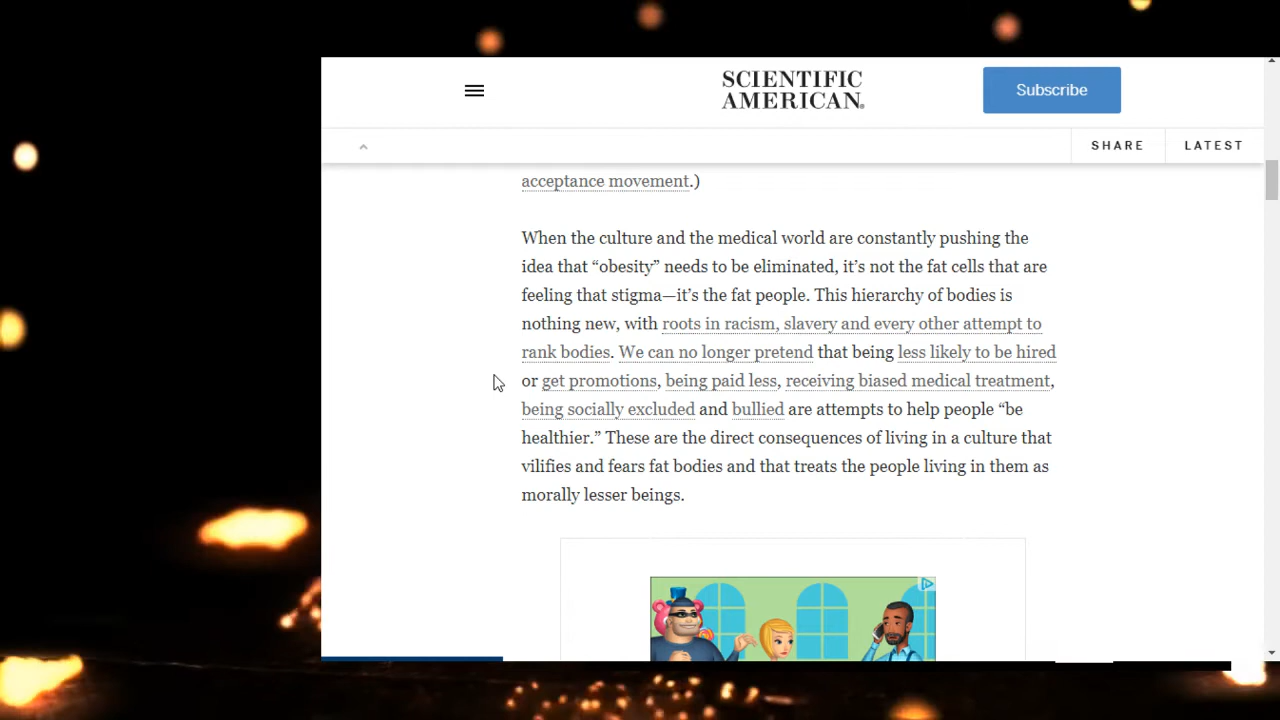 SCIENTIFIC
AMERICAN®
Subscribe
SHARE
LATEST
acceptance movement.)
When the culture and the medical world are constantly pushing the
idea that “obesity” needs to be eliminated, it’s not the fat cells that are
feeling that stigma—it’s the fat people. This hierarchy of bodies is
nothing new, with roots in racism, slavery and every other attempt to
rank bodies. We can no longer pretend that being less likely to be hired
or get promotions, being paid less, receiving biased medical treatment,
being socially excluded and bullied are attempts to help people “be
healthier.” These are the direct consequences of living in a culture that
vilifies and fears fat bodies and that treats the people living in them as
morally lesser beings.